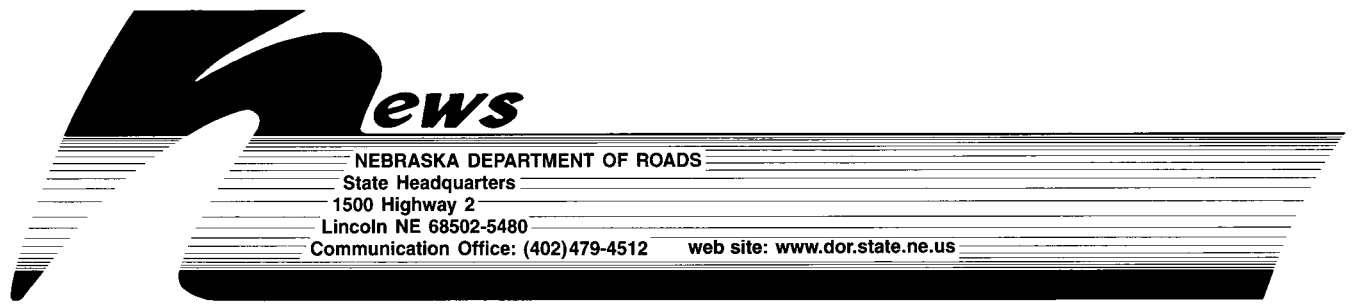 News
NEBRASKA DEPARTMENT OF ROADS
State Headquarters
1500 Highway 2
Lincoln NE 68502-5480
Communication Office: (402)479-4512 web site: www.dor.state.ne.us